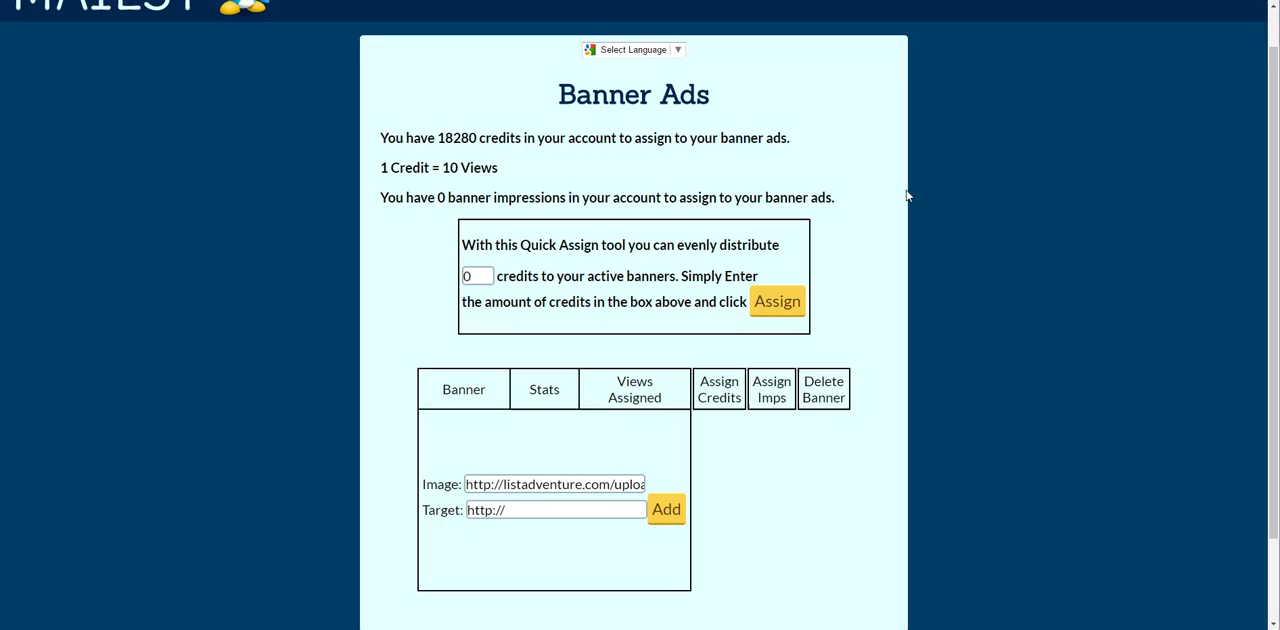 Select Language ▼
Banner Ads
You have 18280 credits in your account to assign to your banner ads.
1 Credit = 10 Views
You have 0 banner impressions in your account to assign to your banner ads.
With this Quick Assign tool you can evenly distribute
0 credits to your active banners. Simply Enter
the amount of credits in the box above and click Assign
Banner Stats Views Assigned Assign Credits Assign Imps Delete Banner
Image: http://listadventure.com/uploa
Target: http:// Add